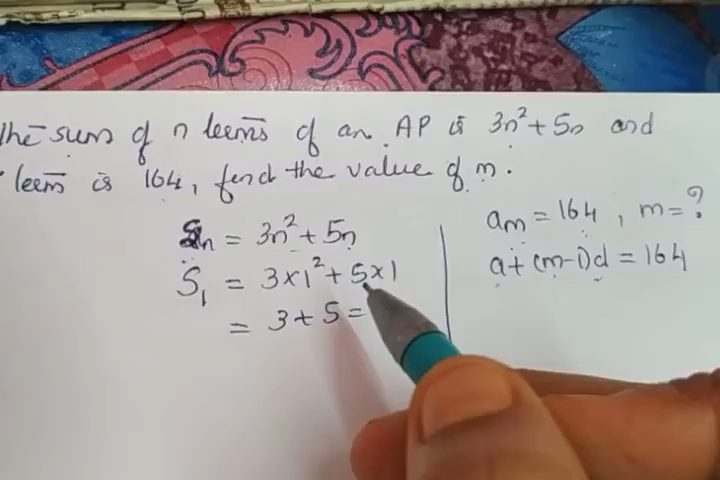 The sum of n terms of an AP is 3n² + 5n and
term is 164, find the value of m.
Sn = 3n² + 5n
S₁ = 3×1² + 5×1
= 3 + 5 =
am = 164 , m = ?
a + (m-1)d = 164